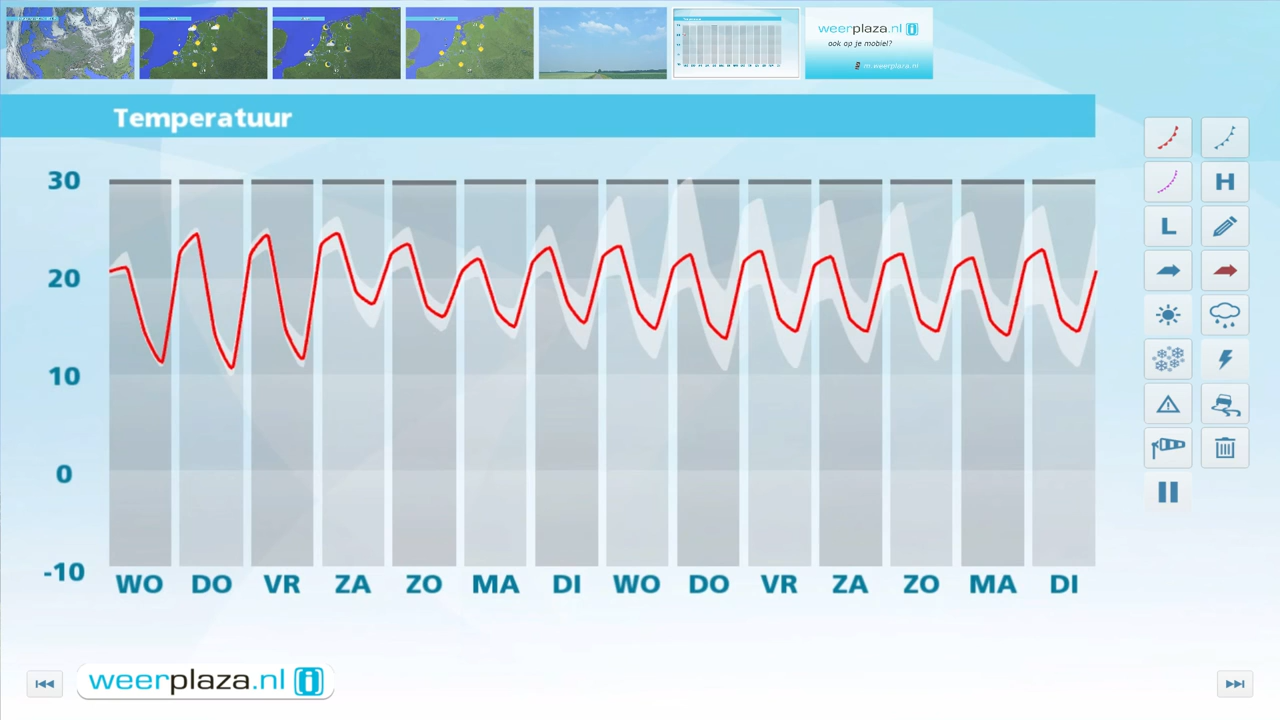 weerplaza.nl
ook op je mobiel?
m.weerplaza.nl
Temperatuur
30
20
10
0
-10
WO DO VR ZA ZO MA DI WO DO VR ZA ZO MA DI
H
L
weerplaza.nl